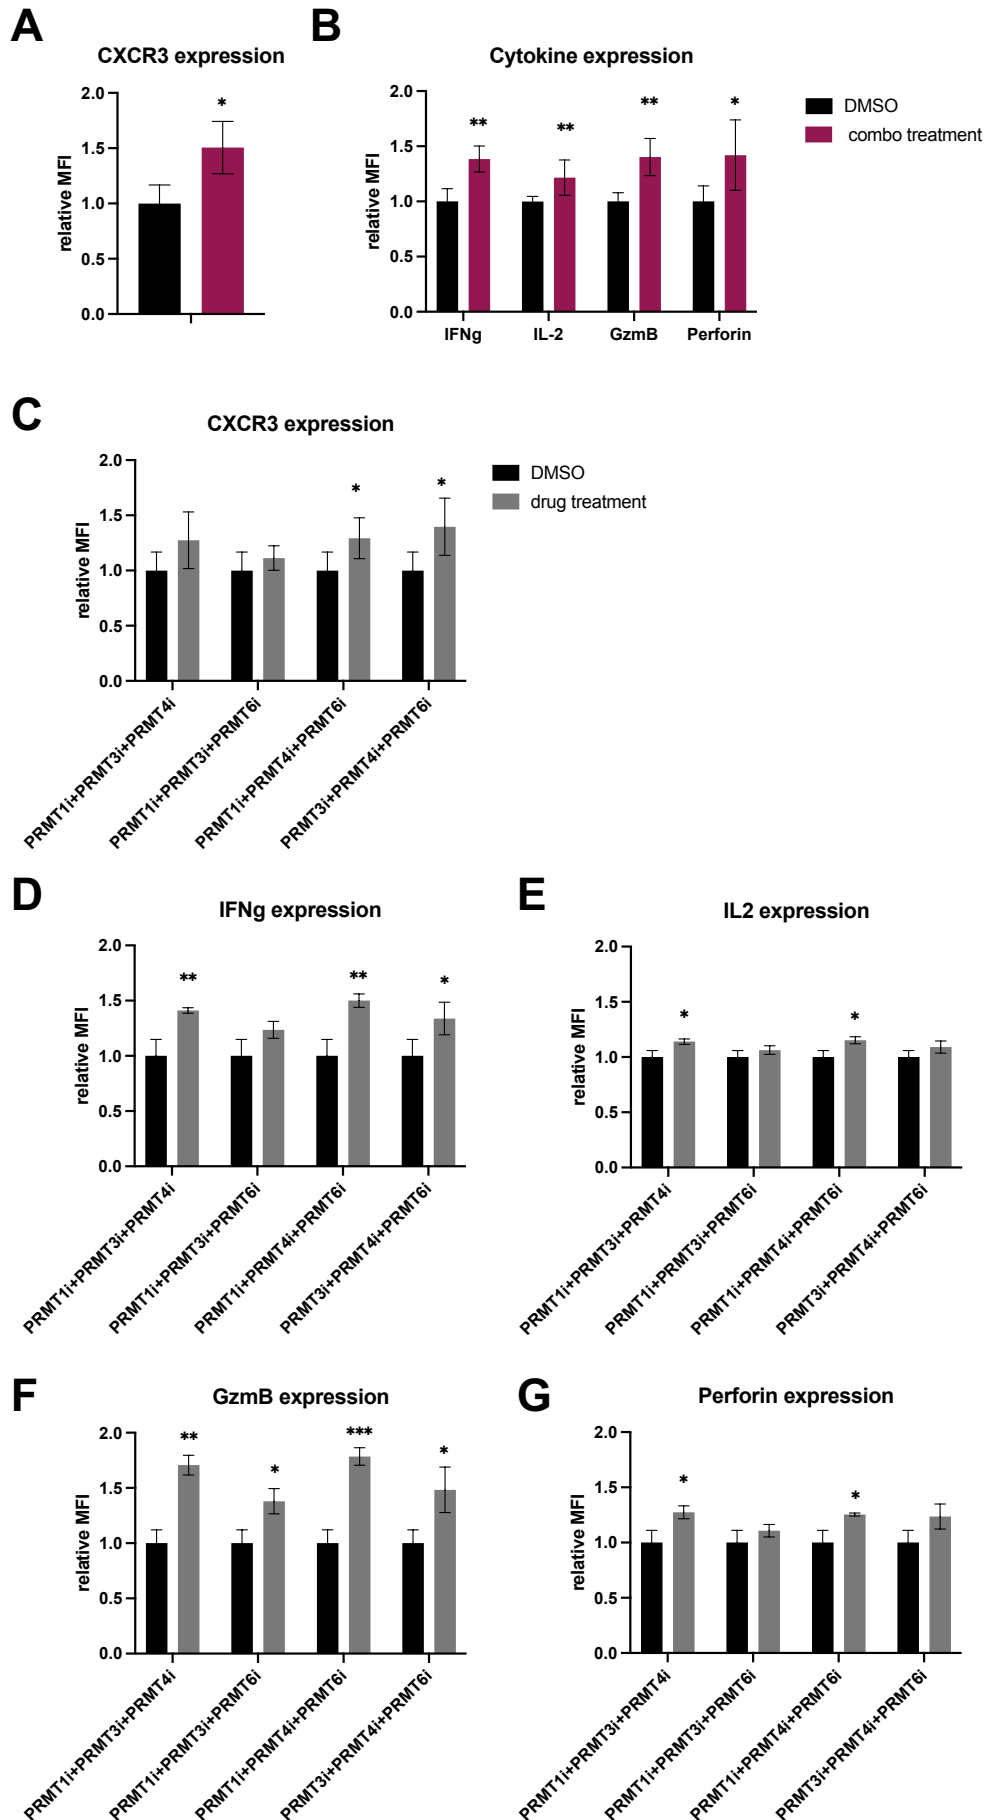 A
CXCR3 expression
relative MFI
2.0
1.5
1.0
0.5
0.0
*
B
Cytokine expression
relative MFI
2.0
1.5
1.0
0.5
0.0
** ** ** *
IFNg IL-2 GzmB Perforin
DMSO
combo treatment
C
CXCR3 expression
relative MFI
2.0
1.5
1.0
0.5
0.0
* *
PRMT1i+PRMT3i+PRMT4i
PRMT1i+PRMT3i+PRMT6i
PRMT1i+PRMT4i+PRMT6i
PRMT3i+PRMT4i+PRMT6i
DMSO
drug treatment
D
IFNg expression
relative MFI
2.0
1.5
1.0
0.5
0.0
** ** *
PRMT1i+PRMT3i+PRMT4i
PRMT1i+PRMT3i+PRMT6i
PRMT1i+PRMT4i+PRMT6i
PRMT3i+PRMT4i+PRMT6i
E
IL2 expression
relative MFI
2.0
1.5
1.0
0.5
0.0
* *
PRMT1i+PRMT3i+PRMT4i
PRMT1i+PRMT3i+PRMT6i
PRMT1i+PRMT4i+PRMT6i
PRMT3i+PRMT4i+PRMT6i
F
GzmB expression
relative MFI
2.0
1.5
1.0
0.5
0.0
** * *** *
PRMT1i+PRMT3i+PRMT4i
PRMT1i+PRMT3i+PRMT6i
PRMT1i+PRMT4i+PRMT6i
PRMT3i+PRMT4i+PRMT6i
G
Perforin expression
relative MFI
2.0
1.5
1.0
0.5
0.0
* *
PRMT1i+PRMT3i+PRMT4i
PRMT1i+PRMT3i+PRMT6i
PRMT1i+PRMT4i+PRMT6i
PRMT3i+PRMT4i+PRMT6i